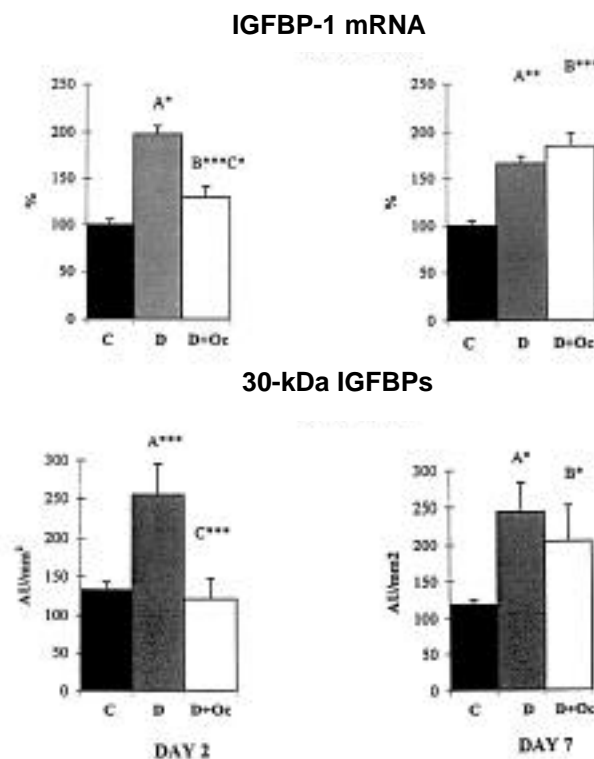 IGFBP-1 mRNA
250
200
150
100
50
0
%
A*
B***C*
C D D+Oc
250
200
150
100
50
0
%
A**
B***
C D D+Oc
30-kDa IGFBPs
300
250
200
150
100
50
0
AU/mm²
A***
C***
C D D+Oc
DAY 2
300
250
200
150
100
50
0
AU/mm2
A*
B*
C D D+Oc
DAY 7